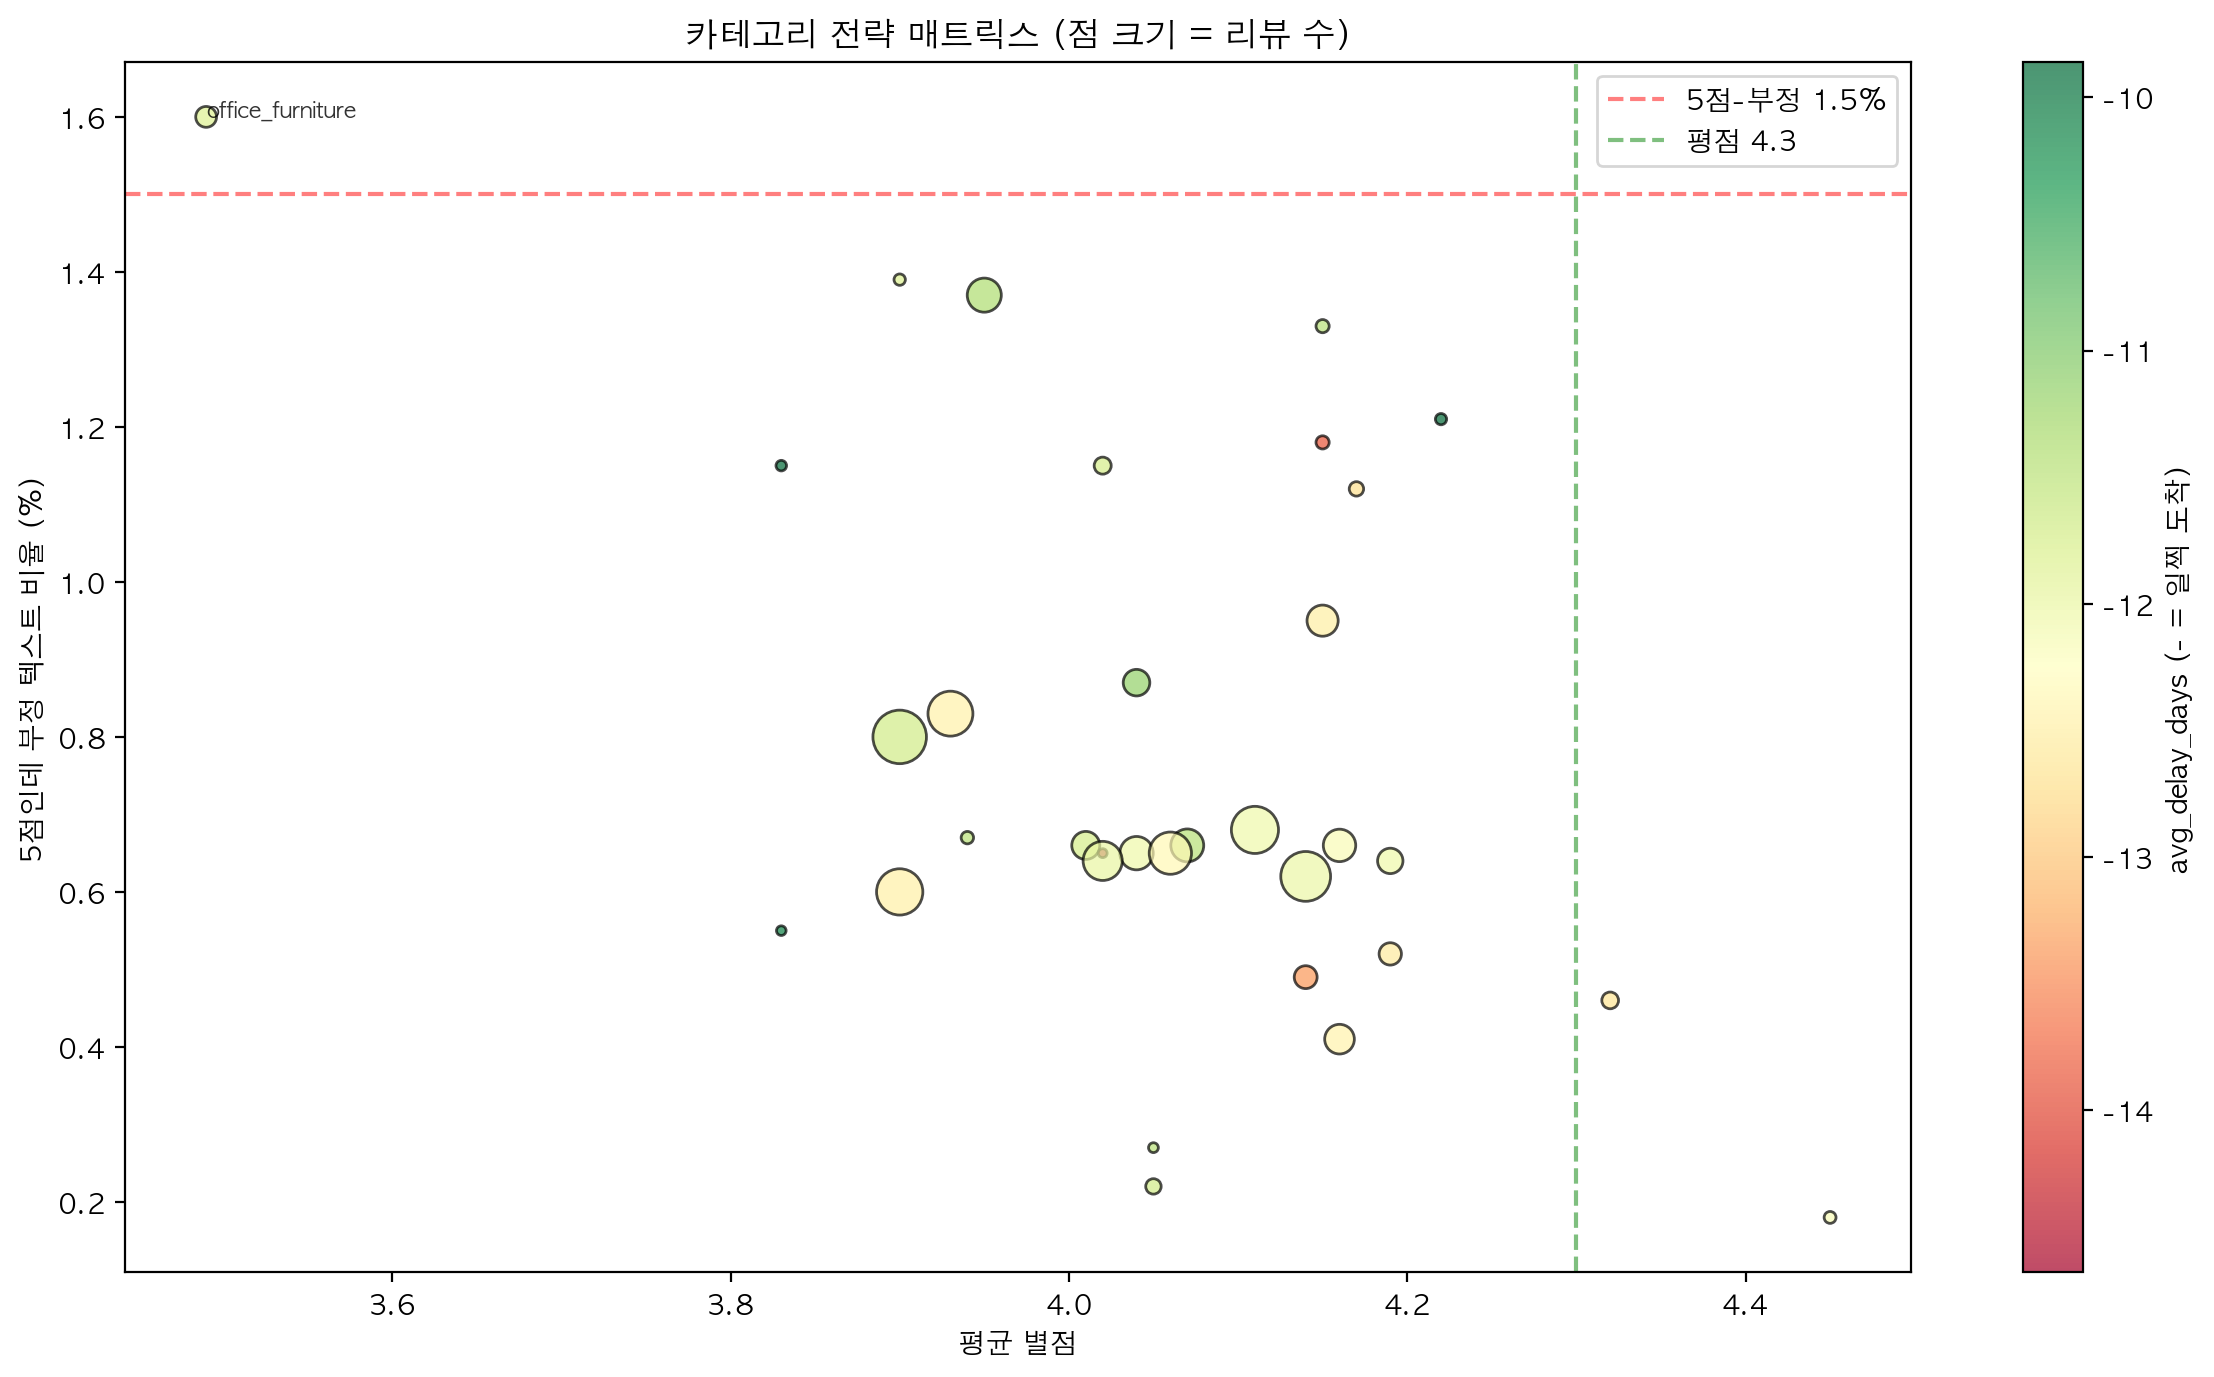 카테고리 전략 매트릭스 (점 크기 = 리뷰 수)
office_furniture
5점-부정 1.5%
평점 4.3
1.6
1.4
1.2
1.0
0.8
0.6
0.4
0.2
5점인데 부정 텍스트 비율 (%)
3.6
3.8
4.0
4.2
4.4
평균 별점
-10
-11
-12
-13
-14
avg_delay_days (- = 일찍 도착)